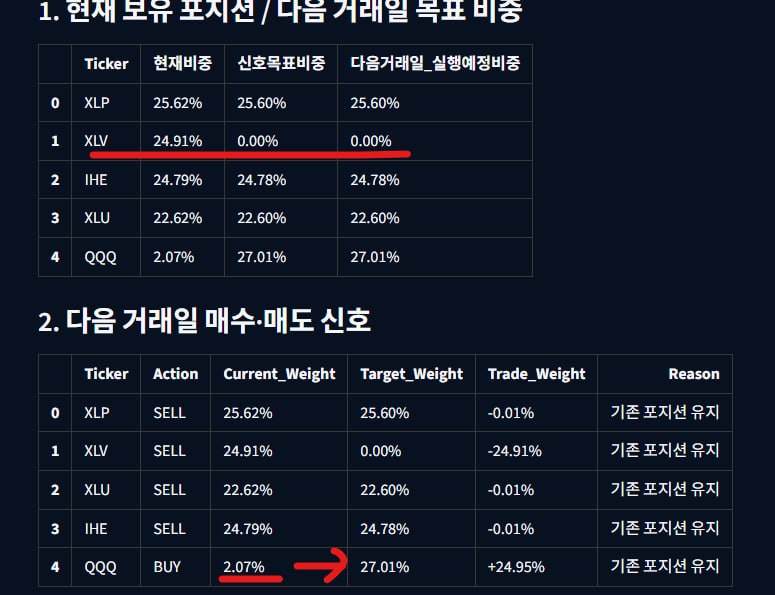 1. 현재 보유 포지션 / 다음 거래일 목표 비중
Ticker 현재비중 신호목표비중 다음거래일_실행예정비중
0 XLP 25.62% 25.60% 25.60%
1 XLV 24.91% 0.00% 0.00%
2 IHE 24.79% 24.78% 24.78%
3 XLU 22.62% 22.60% 22.60%
4 QQQ 2.07% 27.01% 27.01%
2. 다음 거래일 매수·매도 신호
Ticker Action Current_Weight Target_Weight Trade_Weight Reason
0 XLP SELL 25.62% 25.60% -0.01% 기존 포지션 유지
1 XLV SELL 24.91% 0.00% -24.91% 기존 포지션 유지
2 XLU SELL 22.62% 22.60% -0.01% 기존 포지션 유지
3 IHE SELL 24.79% 24.78% -0.01% 기존 포지션 유지
4 QQQ BUY 2.07% 27.01% +24.95% 기존 포지션 유지